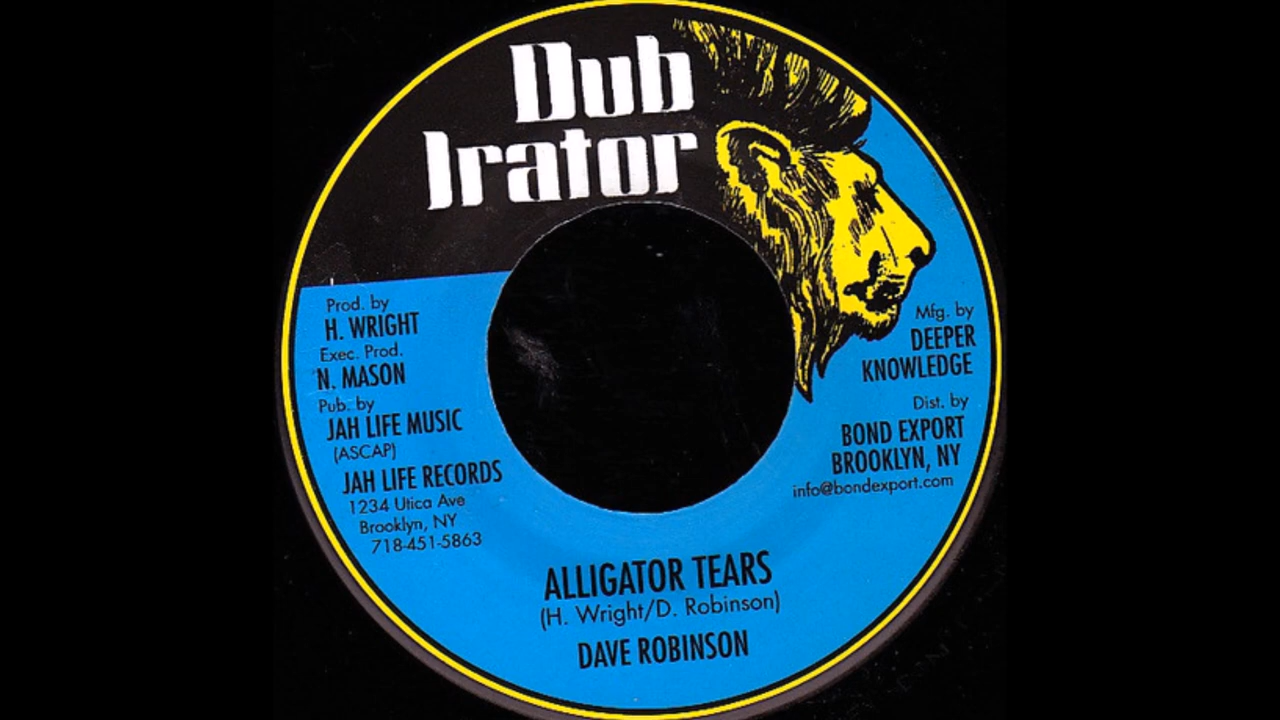 Dub
Irator
Prod. by
H. WRIGHT
Exec. Prod.
N. MASON
Pub. by
JAH LIFE MUSIC
(ASCAP)
JAH LIFE RECORDS
1234 Utica Ave
Brooklyn, NY
718-451-5863
Mfg. by
DEEPER
KNOWLEDGE
Dist. by
BOND EXPORT
BROOKLYN, NY
info@bondexport.com
ALLIGATOR TEARS
(H. Wright/D. Robinson)
DAVE ROBINSON